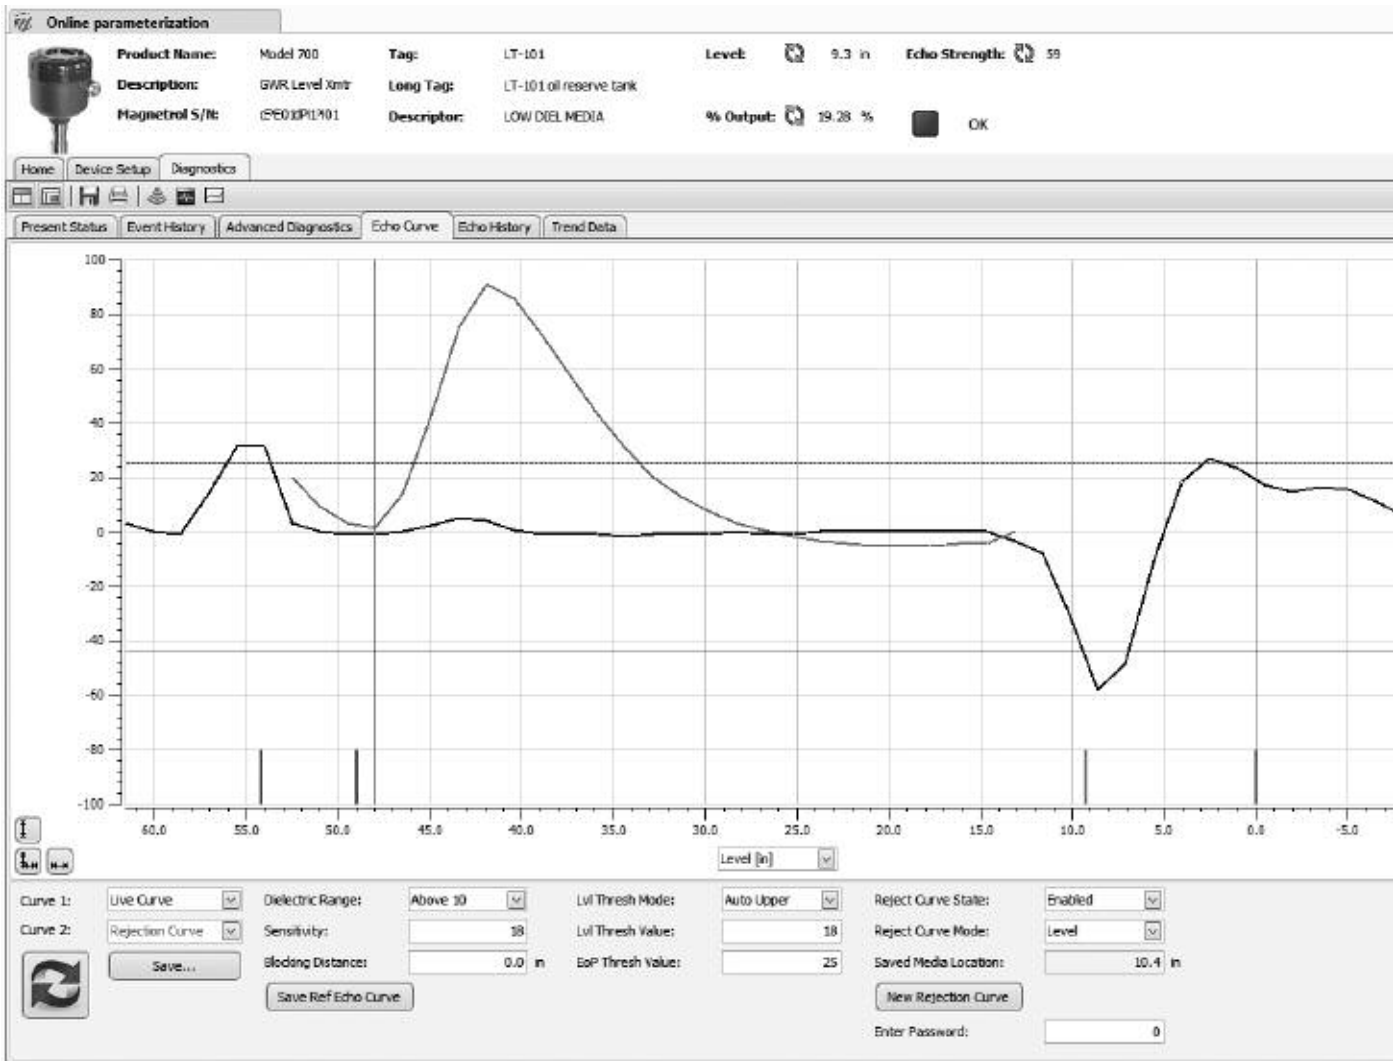 Online parameterization
Product Name: Model 700 Tag: LT-101 Level: 9.3 in Echo Strength: 59
Description: GWR Level Xmtr Long Tag: LT-101 oil reserve tank
Magnetrol S/N: Descriptor: LOW DIEL MEDIA % Output: 19.28 % OK
Home Device Setup Diagnostics
Present Status Event History Advanced Diagnostics Echo Curve Echo History Trend Data
100
80
60
40
20
0
-20
-40
-60
-80
-100
60.0 55.0 50.0 45.0 40.0 35.0 30.0 25.0 20.0 15.0 10.0 5.0 0.0 -5.0
Level [in]
Curve 1: Live Curve Dielectric Range: Above 10 Lvl Thresh Mode: Auto Upper Reject Curve State: Enabled
Curve 2: Rejection Curve Sensitivity: 18 Lvl Thresh Value: 18 Reject Curve Mode: Level
Save... Blocking Distance: 0.0 in EoP Thresh Value: 25 Saved Media Location: 10.4 in
Save Ref Echo Curve New Rejection Curve
Enter Password: 0